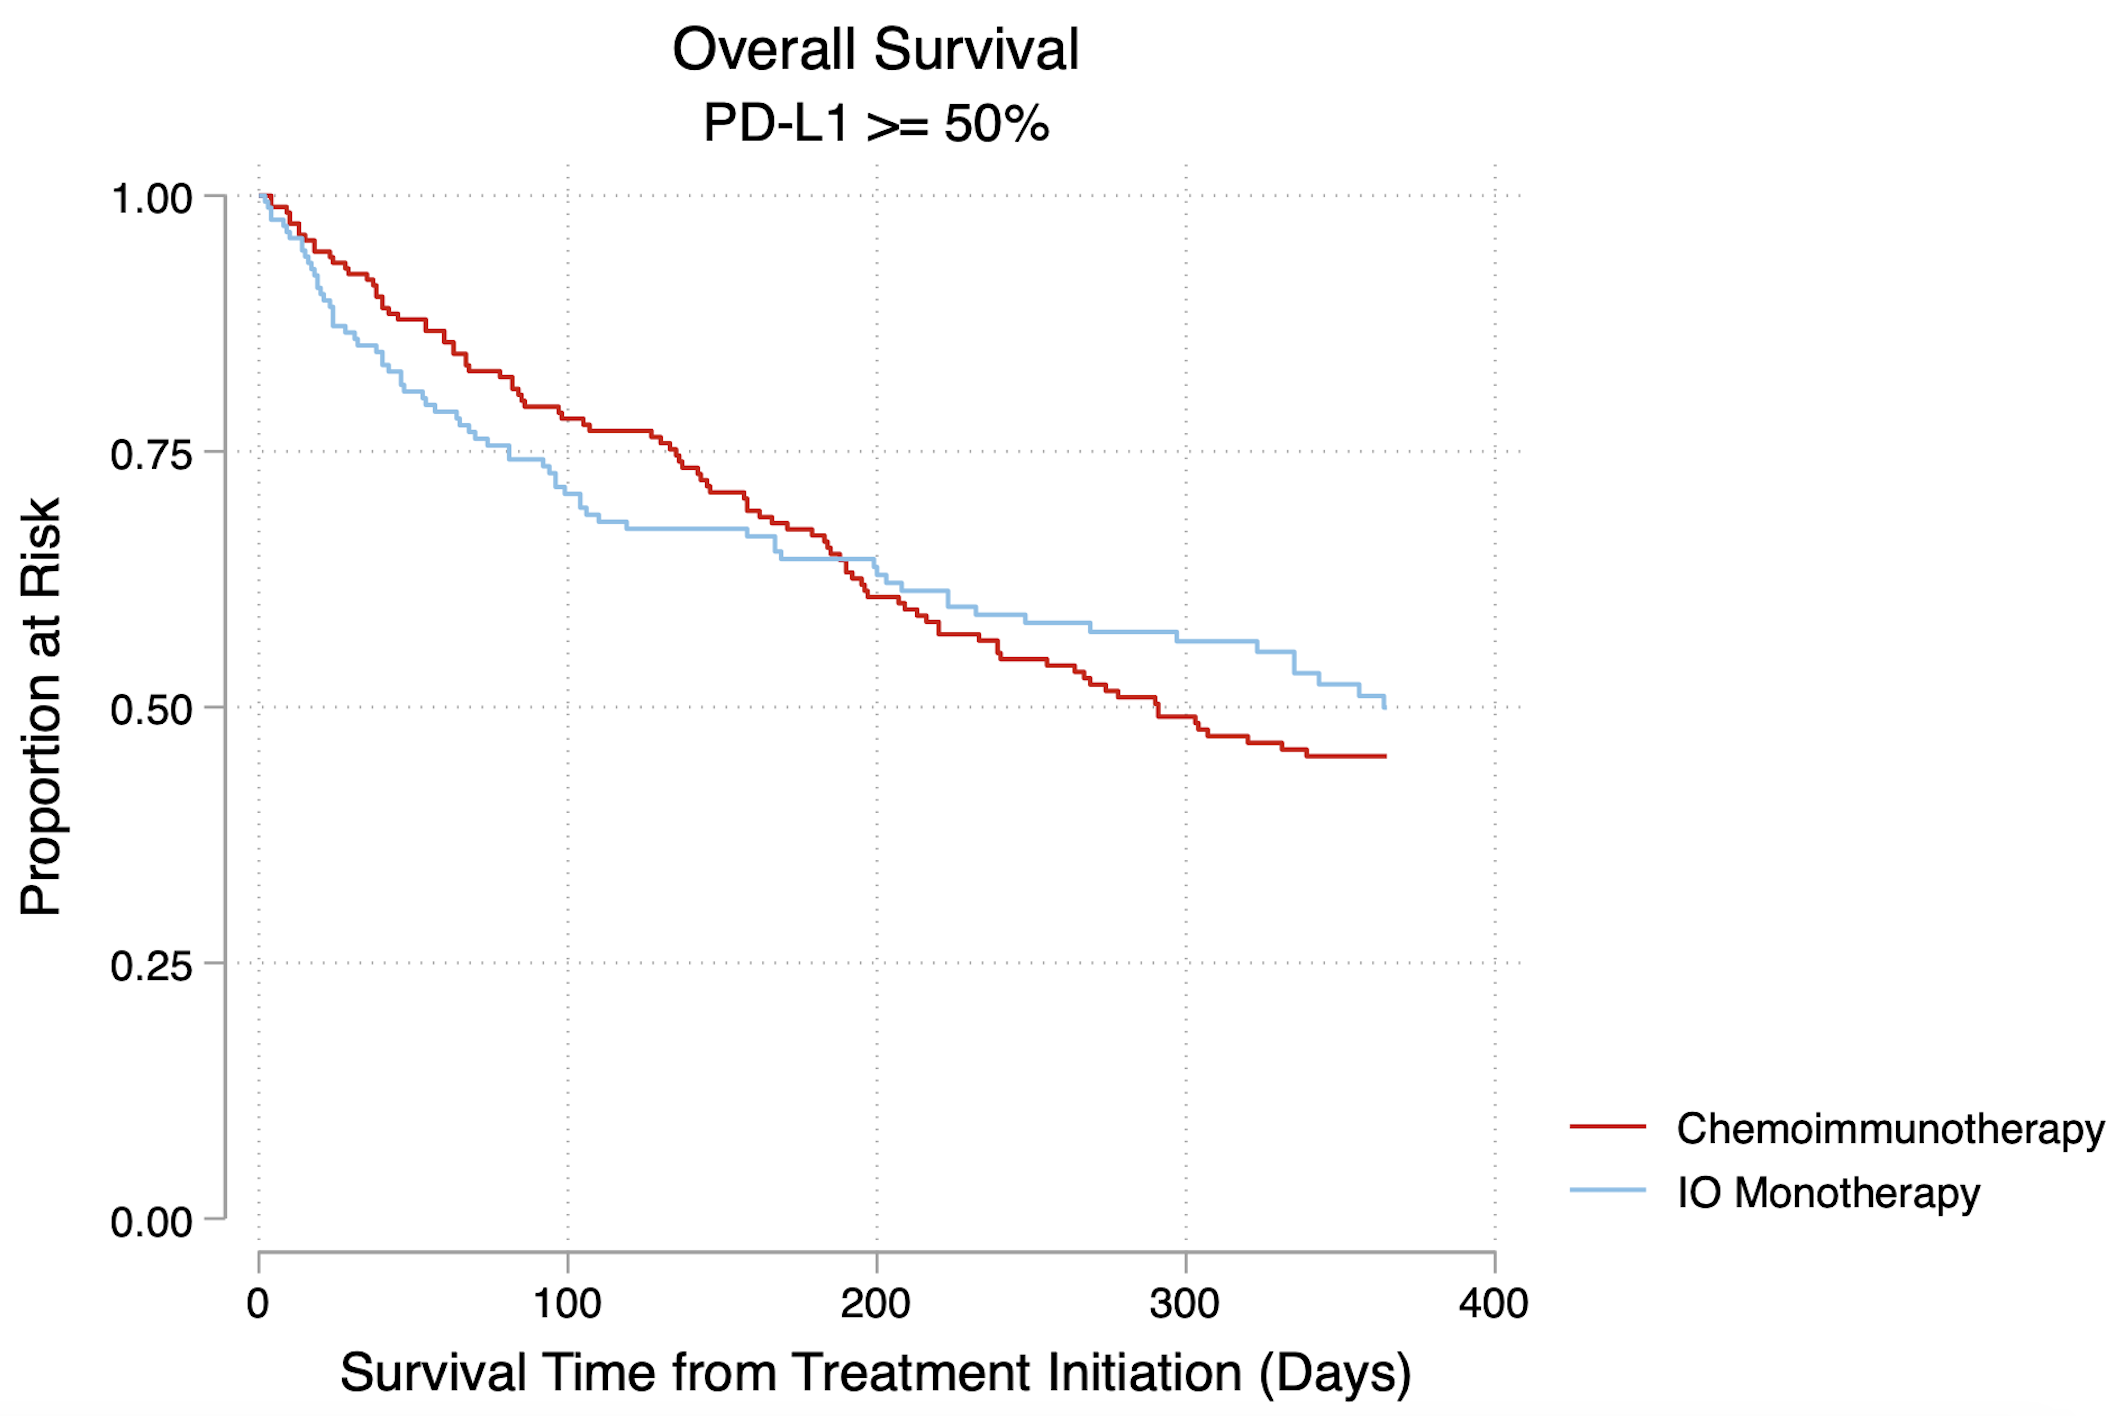 Overall Survival
PD-L1 >= 50%
Proportion at Risk
1.00
0.75
0.50
0.25
0.00
0 100 200 300 400
Survival Time from Treatment Initiation (Days)
Chemoimmunotherapy
IO Monotherapy